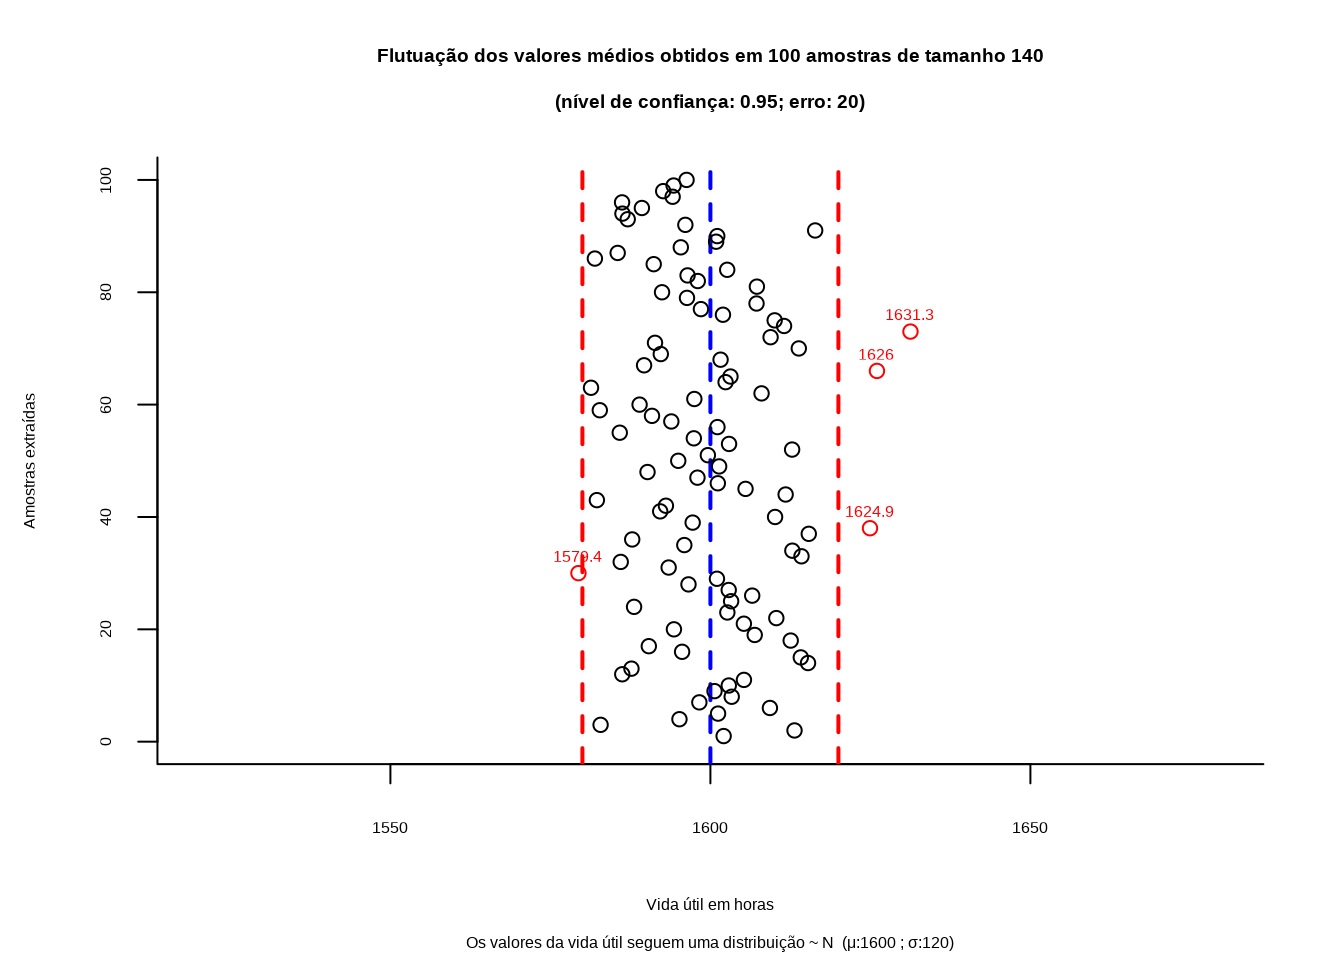 Flutuação dos valores médios obtidos em 100 amostras de tamanho 140
(nível de confiança: 0.95; erro: 20)
100
80
60
40
20
0
Amostras extraídas
1631.3
1626
1624.9
1579.4
1550
1600
1650
Vida útil em horas
Os valores da vida útil seguem uma distribuição ~ N  (μ:1600 ; σ:120)